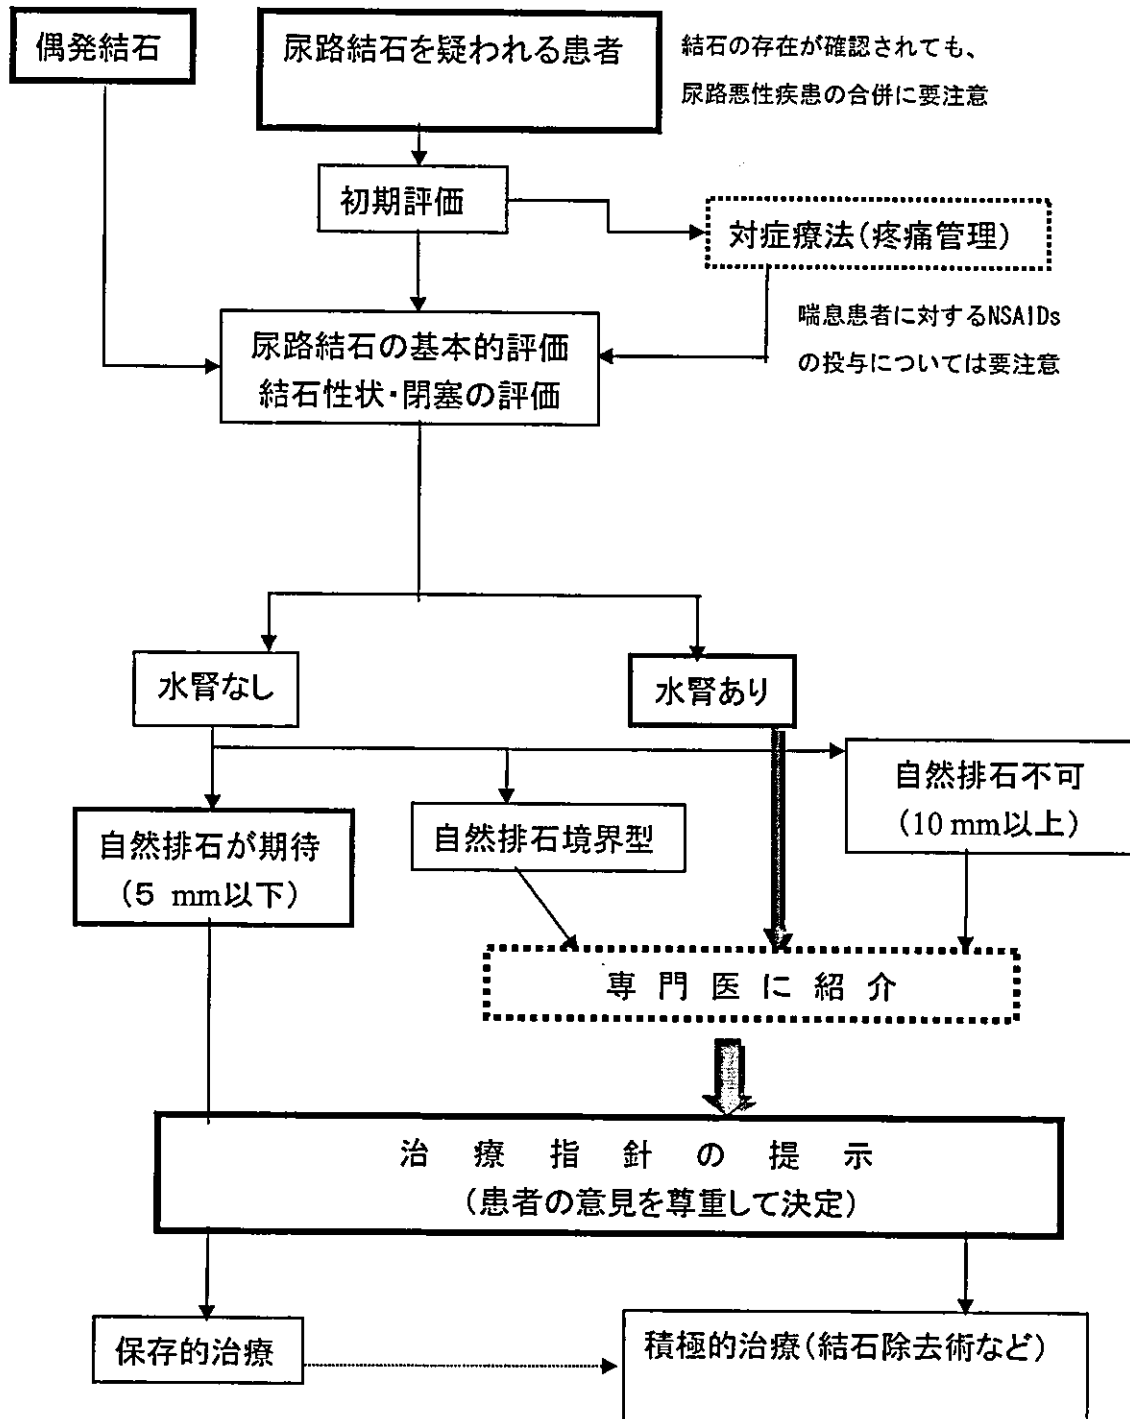 偶発結石
尿路結石を疑われる患者
結石の存在が確認されても、
尿路悪性疾患の合併に要注意
初期評価
対症療法(疼痛管理)
喘息患者に対するNSAIDs
の投与については要注意
尿路結石の基本的評価
結石性状・閉塞の評価
水腎なし
水腎あり
自然排石が期待
(5 mm以下)
自然排石境界型
自然排石不可
(10 mm以上)
専門医に紹介
治療指針の提示
(患者の意見を尊重して決定)
保存的治療
積極的治療(結石除去術など)